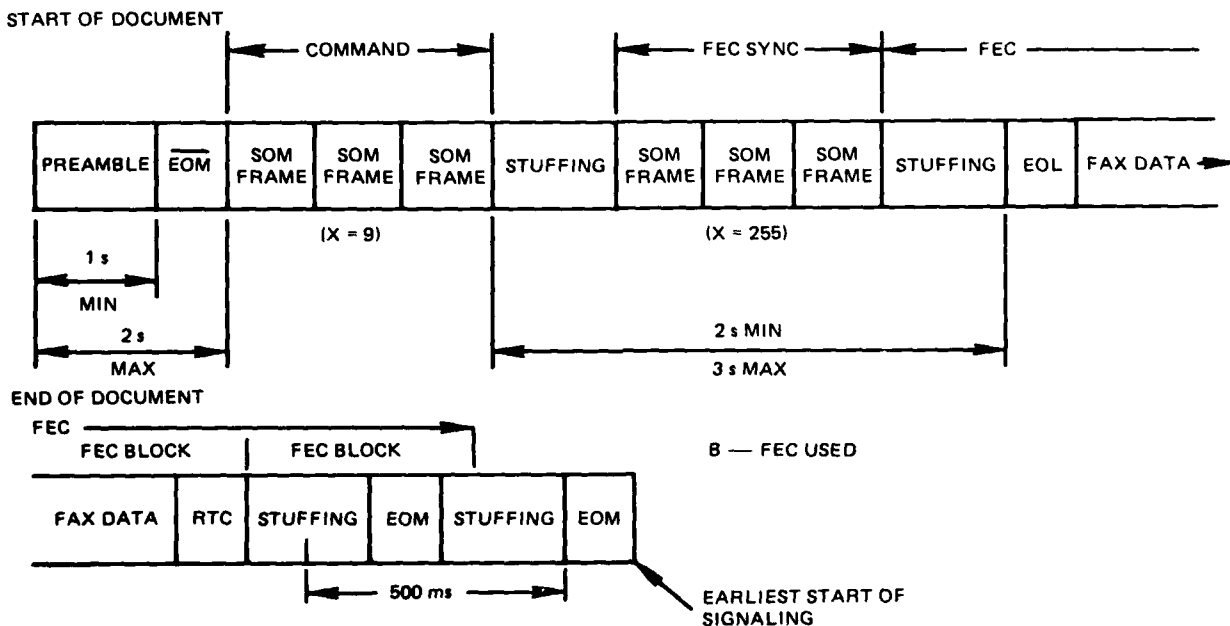 START OF DOCUMENT
COMMAND
FEC SYNC
FEC
PREAMBLE
EOM
SOM FRAME
SOM FRAME
SOM FRAME
STUFFING
SOM FRAME
SOM FRAME
SOM FRAME
STUFFING
EOL
FAX DATA
(X = 9)
(X = 255)
1 s
MIN
2 s
MAX
2 s MIN
3 s MAX
END OF DOCUMENT
FEC
FEC BLOCK
FEC BLOCK
B — FEC USED
FAX DATA
RTC
STUFFING
EOM
STUFFING
EOM
500 ms
EARLIEST START OF
SIGNALING